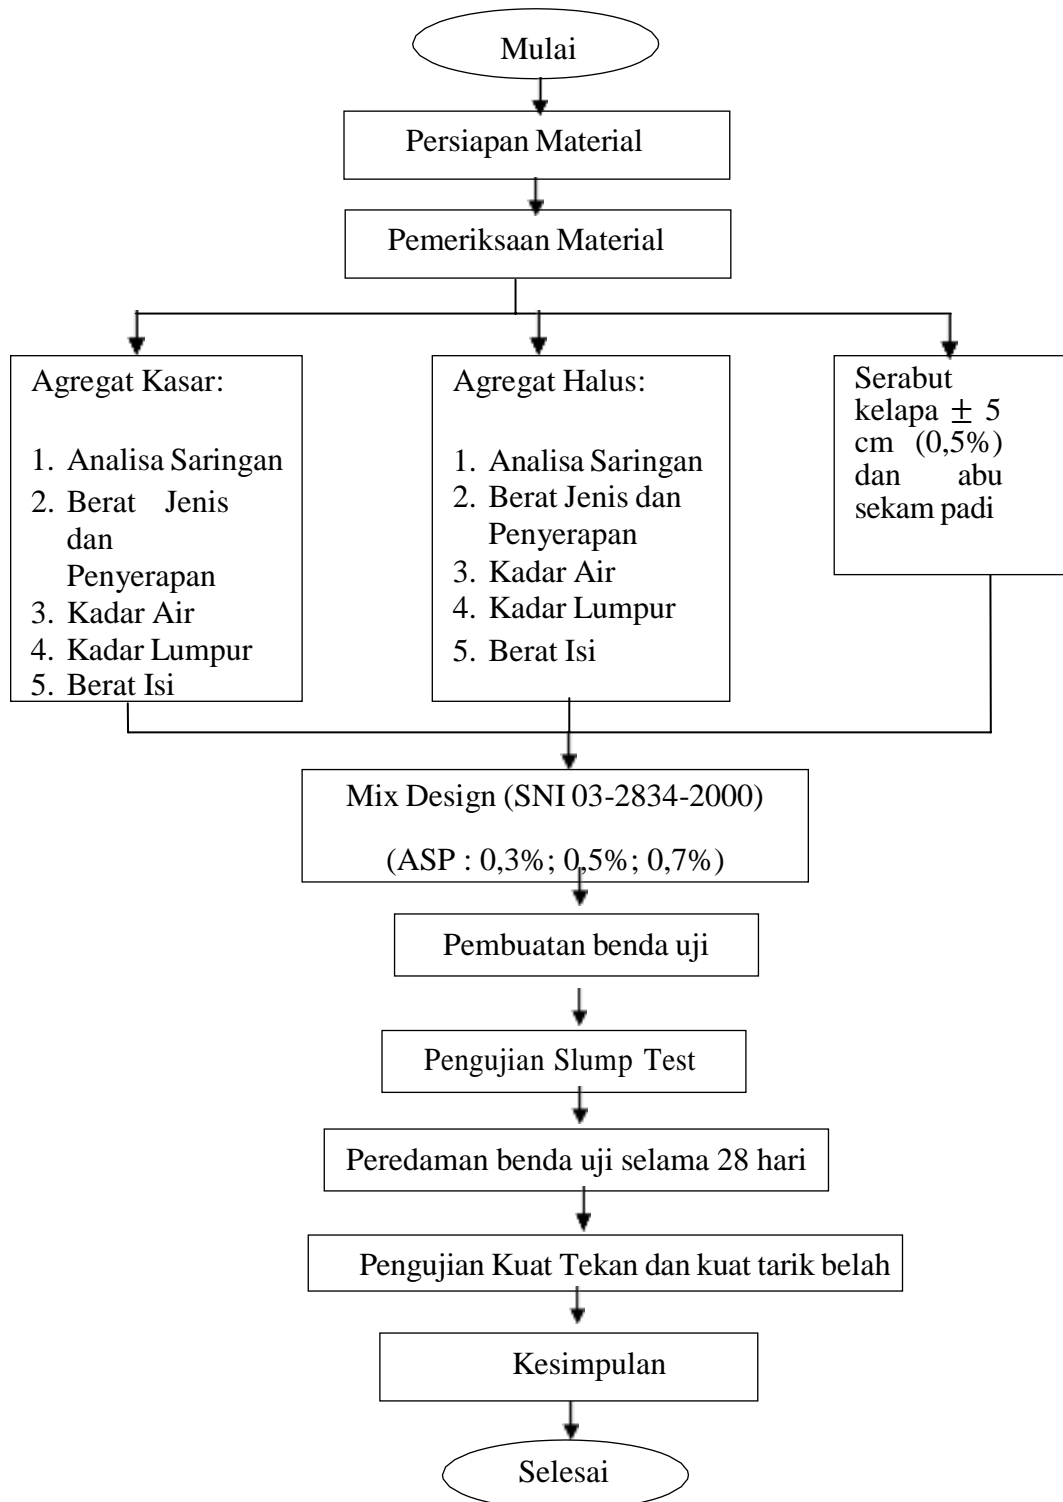 Mulai
Persiapan Material
Pemeriksaan Material
Agregat Kasar:
1. Analisa Saringan
2. Berat Jenis
dan
Penyerapan
3. Kadar Air
4. Kadar Lumpur
5. Berat Isi
Agregat Halus:
1. Analisa Saringan
2. Berat Jenis dan
Penyerapan
3. Kadar Air
4. Kadar Lumpur
5. Berat Isi
Serabut
kelapa ± 5
cm (0,5%)
dan abu
sekam padi
Mix Design (SNI 03-2834-2000)
(ASP : 0,3%; 0,5%; 0,7%)
Pembuatan benda uji
Pengujian Slump Test
Peredaman benda uji selama 28 hari
Pengujian Kuat Tekan dan kuat tarik belah
Kesimpulan
Selesai